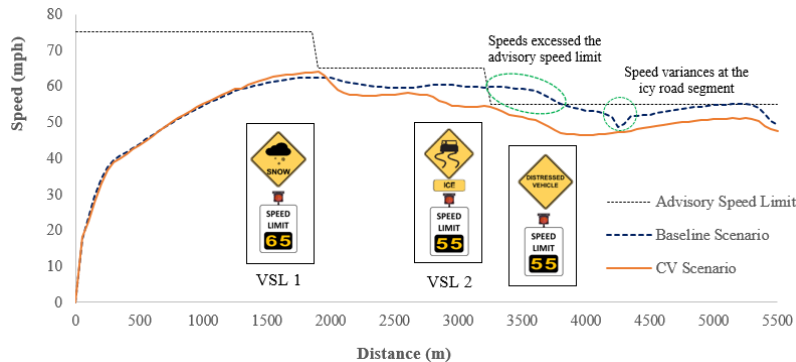 80
70
60
50
40
30
20
10
0
Speed (mph)
Speeds excessed the
advisory speed limit
Speed variances at the
icy road segment
SNOW
SPEED
LIMIT
65
VSL 1
ICE
SPEED
LIMIT
55
VSL 2
DISTRESSED
VEHICLE
SPEED
LIMIT
55
Advisory Speed Limit
Baseline Scenario
CV Scenario
0 500 1000 1500 2000 2500 3000 3500 4000 4500 5000 5500
Distance (m)